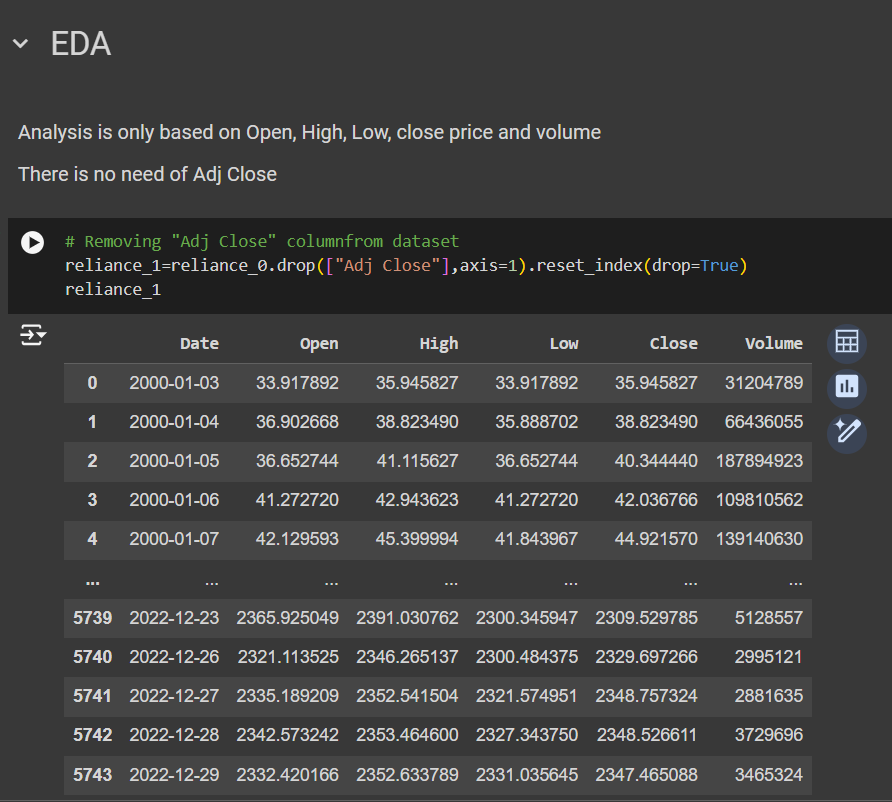 EDA
Analysis is only based on Open, High, Low, close price and volume
There is no need of Adj Close
# Removing "Adj Close" columnfrom dataset
reliance_1=reliance_0.drop(["Adj Close"],axis=1).reset_index(drop=True)
reliance_1
Date Open High Low Close Volume
0 2000-01-03 33.917892 35.945827 33.917892 35.945827 31204789
1 2000-01-04 36.902668 38.823490 35.888702 38.823490 66436055
2 2000-01-05 36.652744 41.115627 36.652744 40.344440 187894923
3 2000-01-06 41.272720 42.943623 41.272720 42.036766 109810562
4 2000-01-07 42.129593 45.399994 41.843967 44.921570 139140630
... ... ... ... ... ... ...
5739 2022-12-23 2365.925049 2391.030762 2300.345947 2309.529785 5128557
5740 2022-12-26 2321.113525 2346.265137 2300.484375 2329.697266 2995121
5741 2022-12-27 2335.189209 2352.541504 2321.574951 2348.757324 2881635
5742 2022-12-28 2342.573242 2353.464600 2327.343750 2348.526611 3729696
5743 2022-12-29 2332.420166 2352.633789 2331.035645 2347.465088 3465324